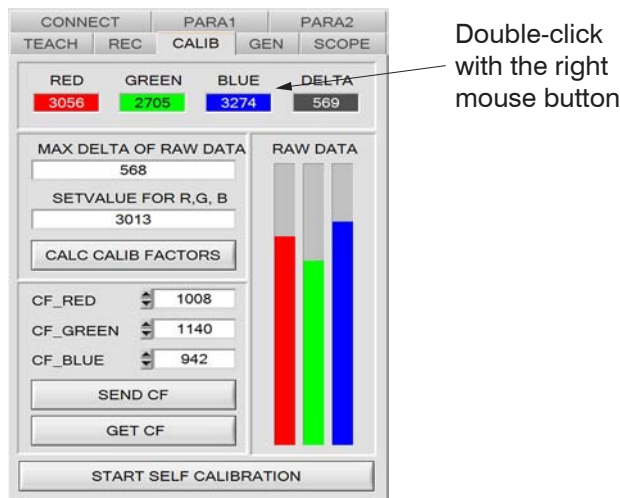 CONNECT PARA1 PARA2
TEACH REC CALIB GEN SCOPE
RED GREEN BLUE DELTA
3056 2705 3274 569
Double-click
with the right
mouse button
MAX DELTA OF RAW DATA
568
SETVALUE FOR R,G, B
3013
CALC CALIB FACTORS
RAW DATA
CF_RED 1008
CF_GREEN 1140
CF_BLUE 942
SEND CF
GET CF
START SELF CALIBRATION